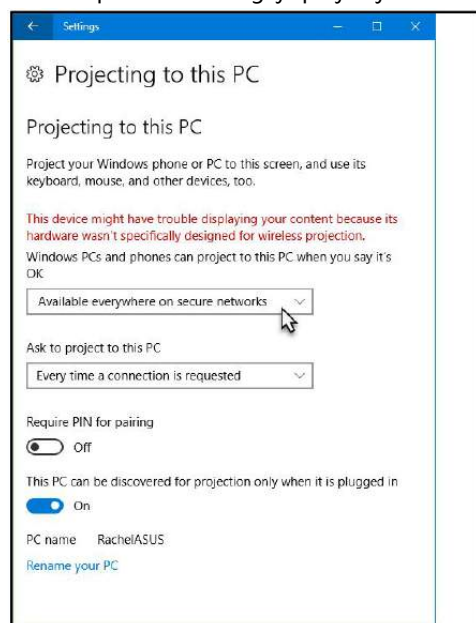 Settings
Projecting to this PC
Projecting to this PC
Project your Windows phone or PC to this screen, and use its
keyboard, mouse, and other devices, too.
This device might have trouble displaying your content because its
hardware wasn't specifically designed for wireless projection.
Windows PCs and phones can project to this PC when you say it's
OK
Available everywhere on secure networks
Ask to project to this PC
Every time a connection is requested
Require PIN for pairing
Off
This PC can be discovered for projection only when it is plugged in
On
PC name RachelASUS
Rename your PC